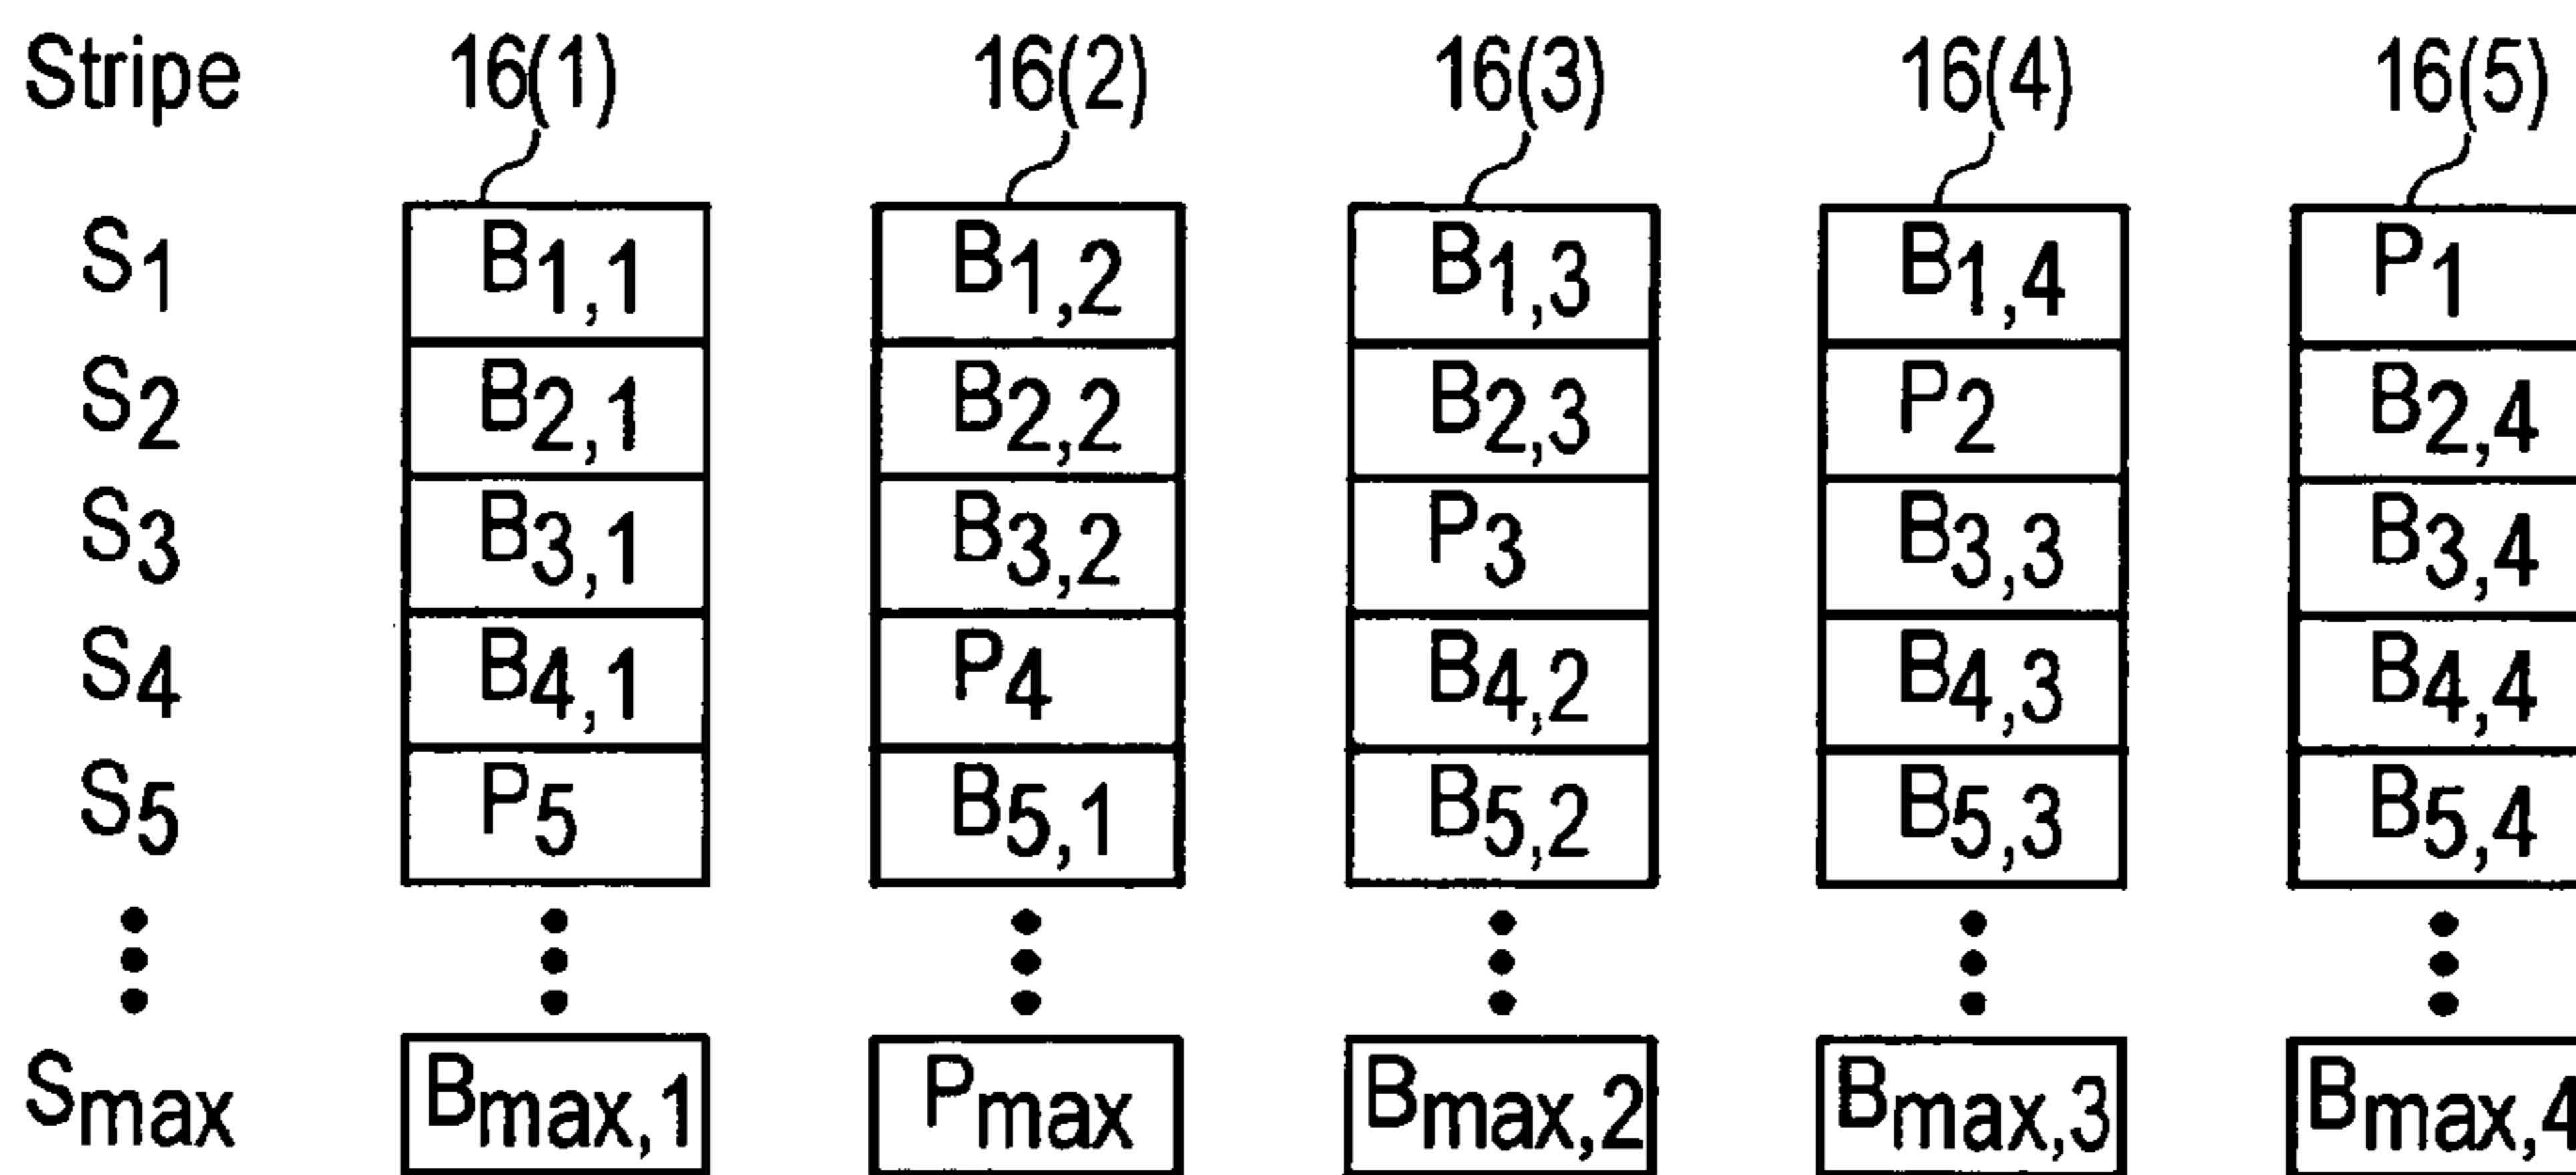 Stripe 16(1) 16(2) 16(3) 16(4) 16(5)
S1 B1,1 B1,2 B1,3 B1,4 P1
S2 B2,1 B2,2 B2,3 P2 B2,4
S3 B3,1 B3,2 P3 B3,3 B3,4
S4 B4,1 P4 B4,2 B4,3 B4,4
S5 P5 B5,1 B5,2 B5,3 B5,4
Smax Bmax,1 Pmax Bmax,2 Bmax,3 Bmax,4